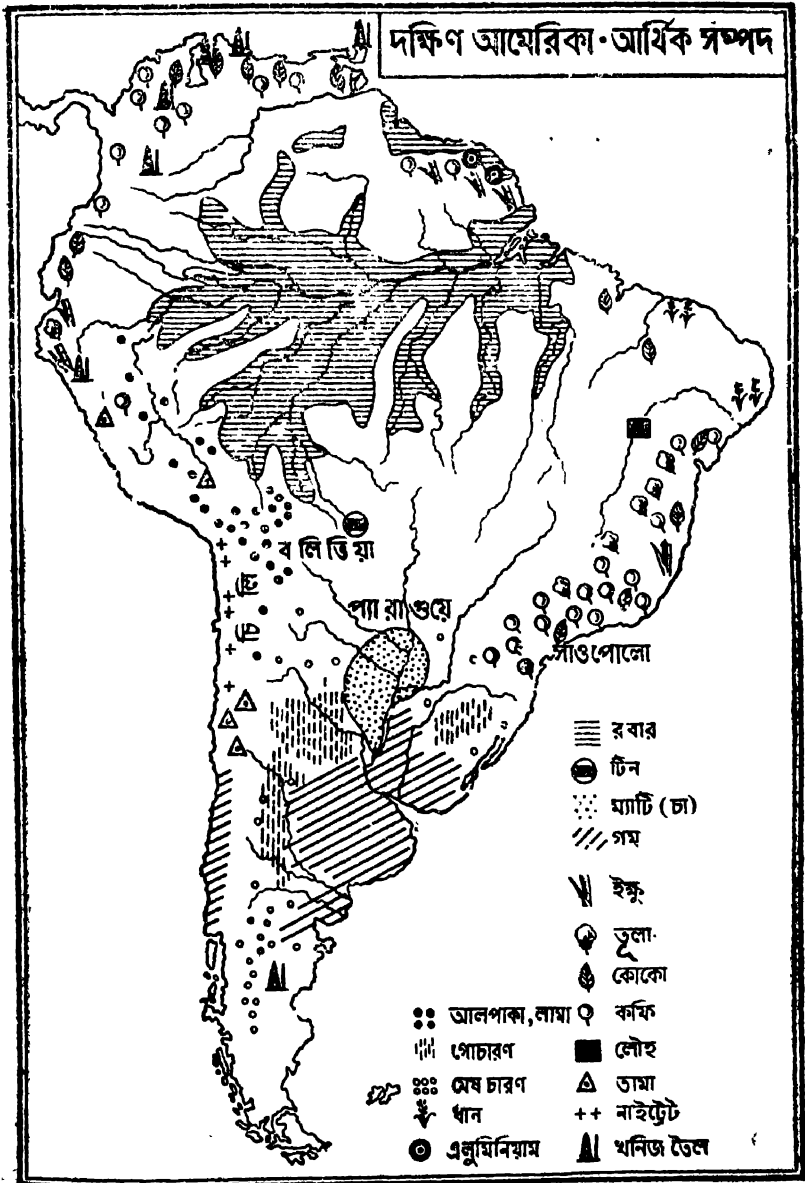 দক্ষিণ আমেরিকা·আর্থিক সম্পদ
বলিভিয়া
চিলি
প্যারাগুয়ে
সাওপোলো
রবার
টিন
ম্যাটি (চা)
গম
ইক্ষু
তুলা
কোকো
আলপাকা, লামা
কফি
গোচারণ
লৌহ
মেষ চারণ
তামা
ধান
নাইট্রেট
এলুমিনিয়াম
খনিজ তৈল